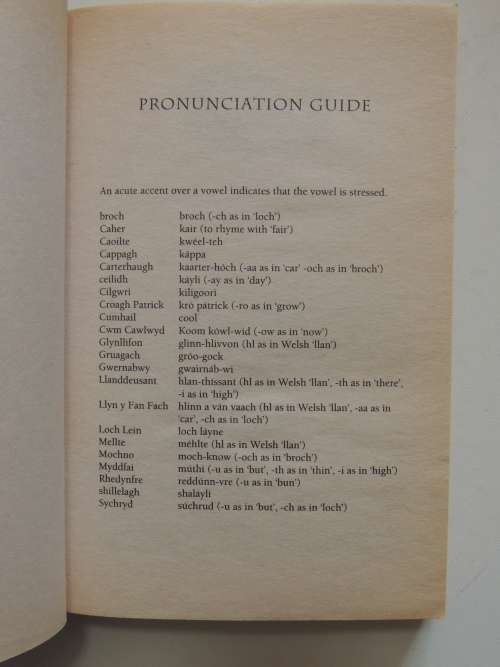 PRONUNCIATION GUIDE
An acute accent over a vowel indicates that the vowel is stressed.
broch broch (-ch as in 'loch')
Caher kair (to rhyme with 'fair')
Caoilte kwéel-teh
Cappagh káppa
Carterhaugh kaarter-hóch (-aa as in 'car' -och as in 'broch')
ceilidh káyli (-ay as in 'day')
Cilgwri kíligoori
Croagh Patrick kró pátrick (-ro as in 'grow')
Cumhail cool
Cwm Cawlwyd Koom kówl-wid (-ow as in 'now')
Glynllifon glinn-hlívvon (hl as in Welsh 'llan')
Gruagach gróo-gock
Gwernabwy gwaírnáb-wi
Llanddeusant hlan-thíssant (hl as in Welsh 'llan', -th as in 'there',
-i as in 'high')
Llyn y Fan Fach hlinn a ván vaach (hl as in Welsh 'llan', -aa as in
'car', -ch as in 'loch')
Loch Lein loch láyne
Mellte méhlte (hl as in Welsh 'llan')
Mochno moch-know (-och as in 'broch')
Myddfai múthi (-u as in 'but', -th as in 'thin', -i as in 'high')
Rhedynfre reddúnn-vre (-u as in 'bun')
shillelagh shaláyli
Sychryd súchrud (-u as in 'but', -ch as in 'loch')